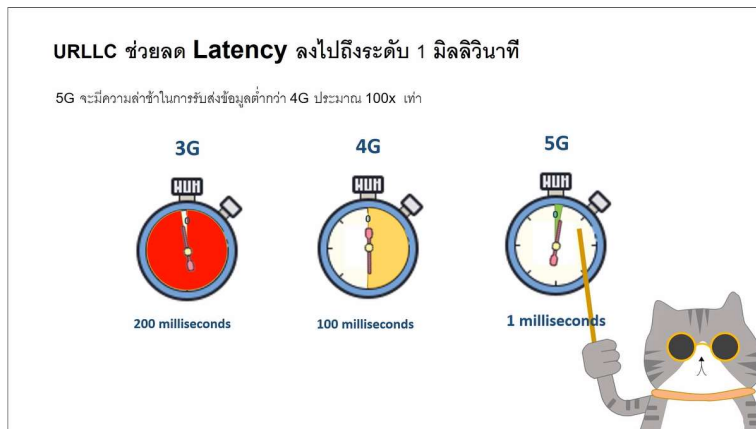 URLLC ช่วยลด Latency ลงไปถึงระดับ 1 มิลลิวินาที
5G จะมีความล่าช้าในการรับส่งข้อมูลต่ำกว่า 4G ประมาณ 100x เท่า
3G
4G
5G
0
0
0
200 milliseconds
100 milliseconds
1 milliseconds